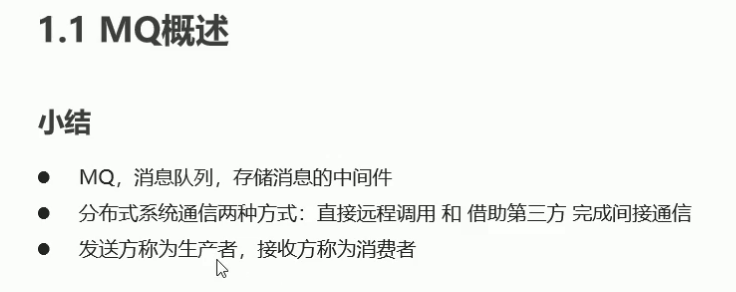 1.1 MQ概述
小结
● MQ，消息队列，存储消息的中间件
● 分布式系统通信两种方式：直接远程调用 和 借助第三方 完成间接通信
● 发送方称为生产者，接收方称为消费者